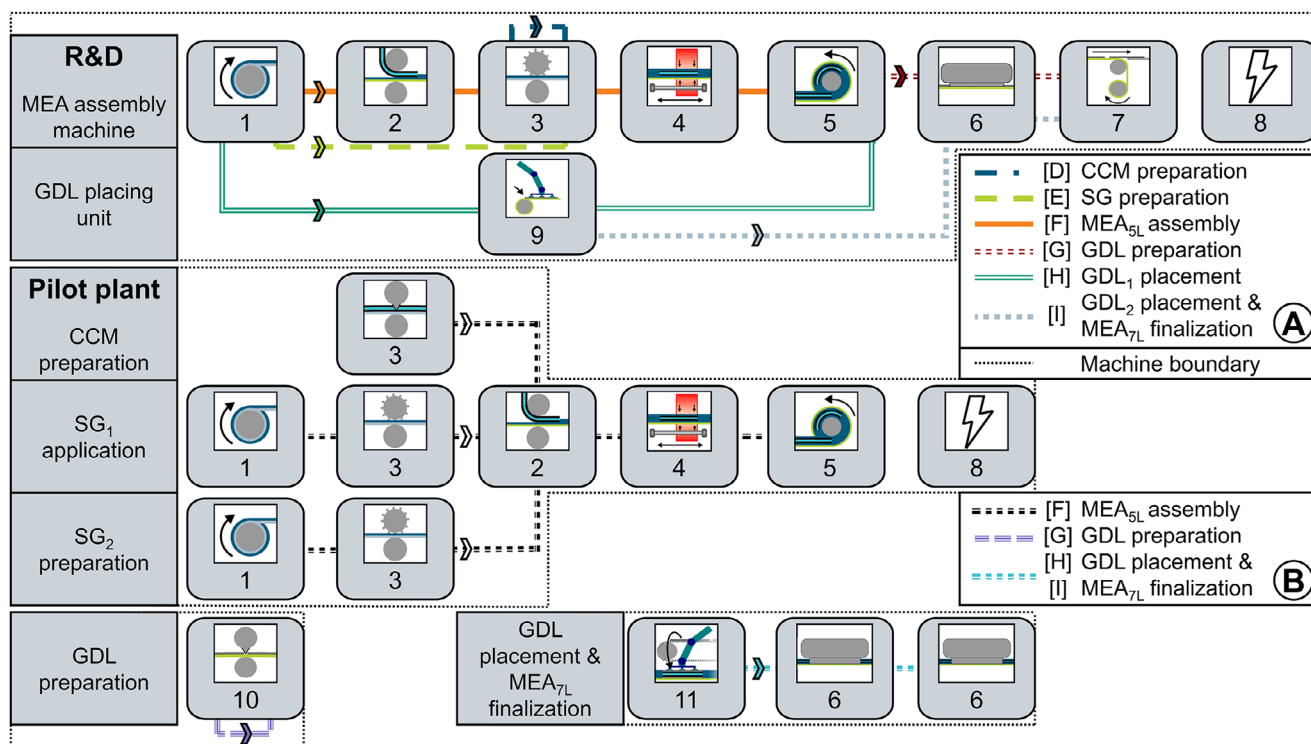 R&D
MEA assembly
machine
1
2
3
4
5
6
7
8
GDL placing
unit
9
[D] CCM preparation
[E] SG preparation
[F] MEA5L assembly
[G] GDL preparation
[H] GDL1 placement
[I] GDL2 placement &
MEA7L finalization
A
Machine boundary
Pilot plant
CCM
preparation
3
SG1
application
1
3
2
4
5
8
SG2
preparation
1
3
[F] MEA5L assembly
[G] GDL preparation
[H] GDL placement &
[I] MEA7L finalization
B
GDL
preparation
10
GDL
placement &
MEA7L
finalization
11
6
6